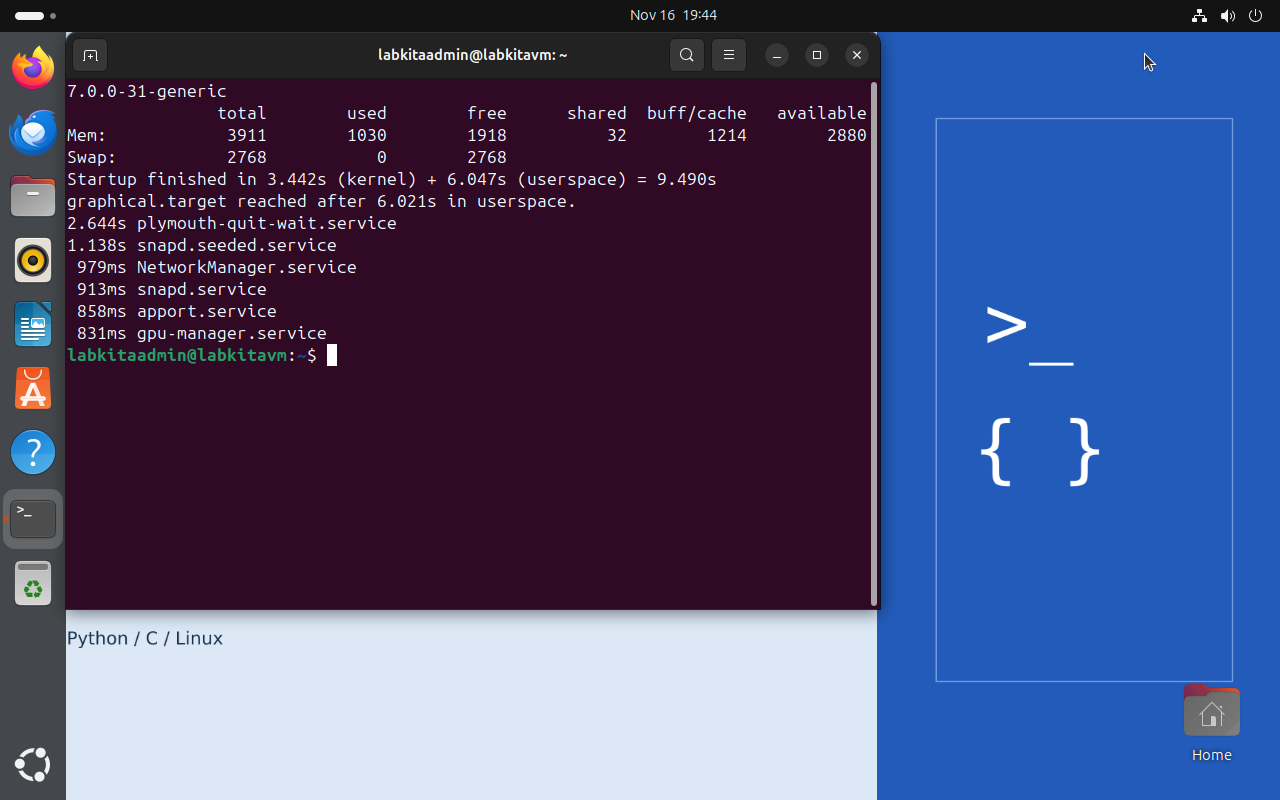 Nov 16 19:44
labkitaadmin@labkitavm: ~
7.0.0-31-generic
total used free shared buff/cache available
Mem: 3911 1030 1918 32 1214 2880
Swap: 2768 0 2768
Startup finished in 3.442s (kernel) + 6.047s (userspace) = 9.490s
graphical.target reached after 6.021s in userspace.
2.644s plymouth-quit-wait.service
1.138s snapd.seeded.service
979ms NetworkManager.service
913ms snapd.service
858ms apport.service
831ms gpu-manager.service
labkitaadmin@labkitavm:~$
>_
{ }
Python / C / Linux
Home